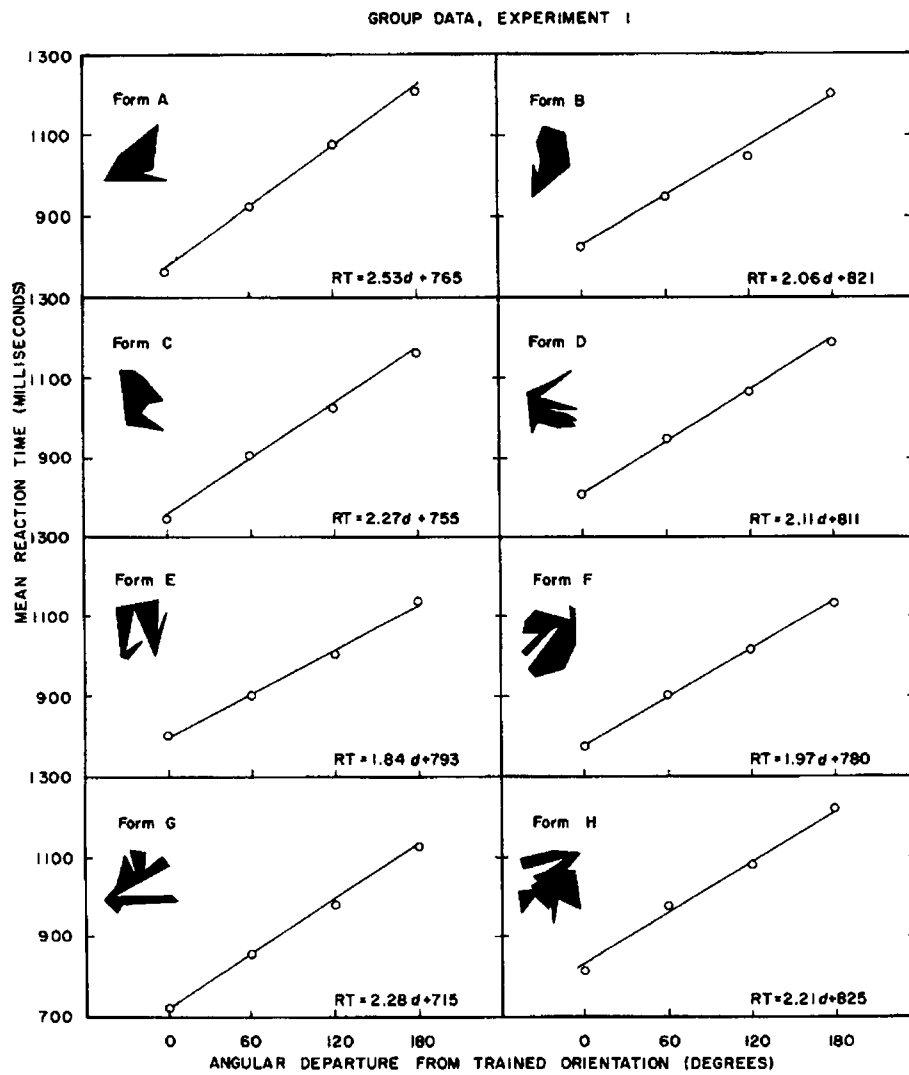 GROUP DATA, EXPERIMENT I
MEAN REACTION TIME (MILLISECONDS)
1300
1100
900
Form A
RT = 2.53d + 765
Form B
RT = 2.06d + 821
1300
1100
900
Form C
RT = 2.27d + 755
Form D
RT = 2.11d + 811
1300
1100
900
Form E
RT = 1.84d + 793
Form F
RT = 1.97d + 780
1300
1100
900
700
Form G
RT = 2.28d + 715
Form H
RT = 2.21d + 825
0 60 120 180 0 60 120 180
ANGULAR DEPARTURE FROM TRAINED ORIENTATION (DEGREES)